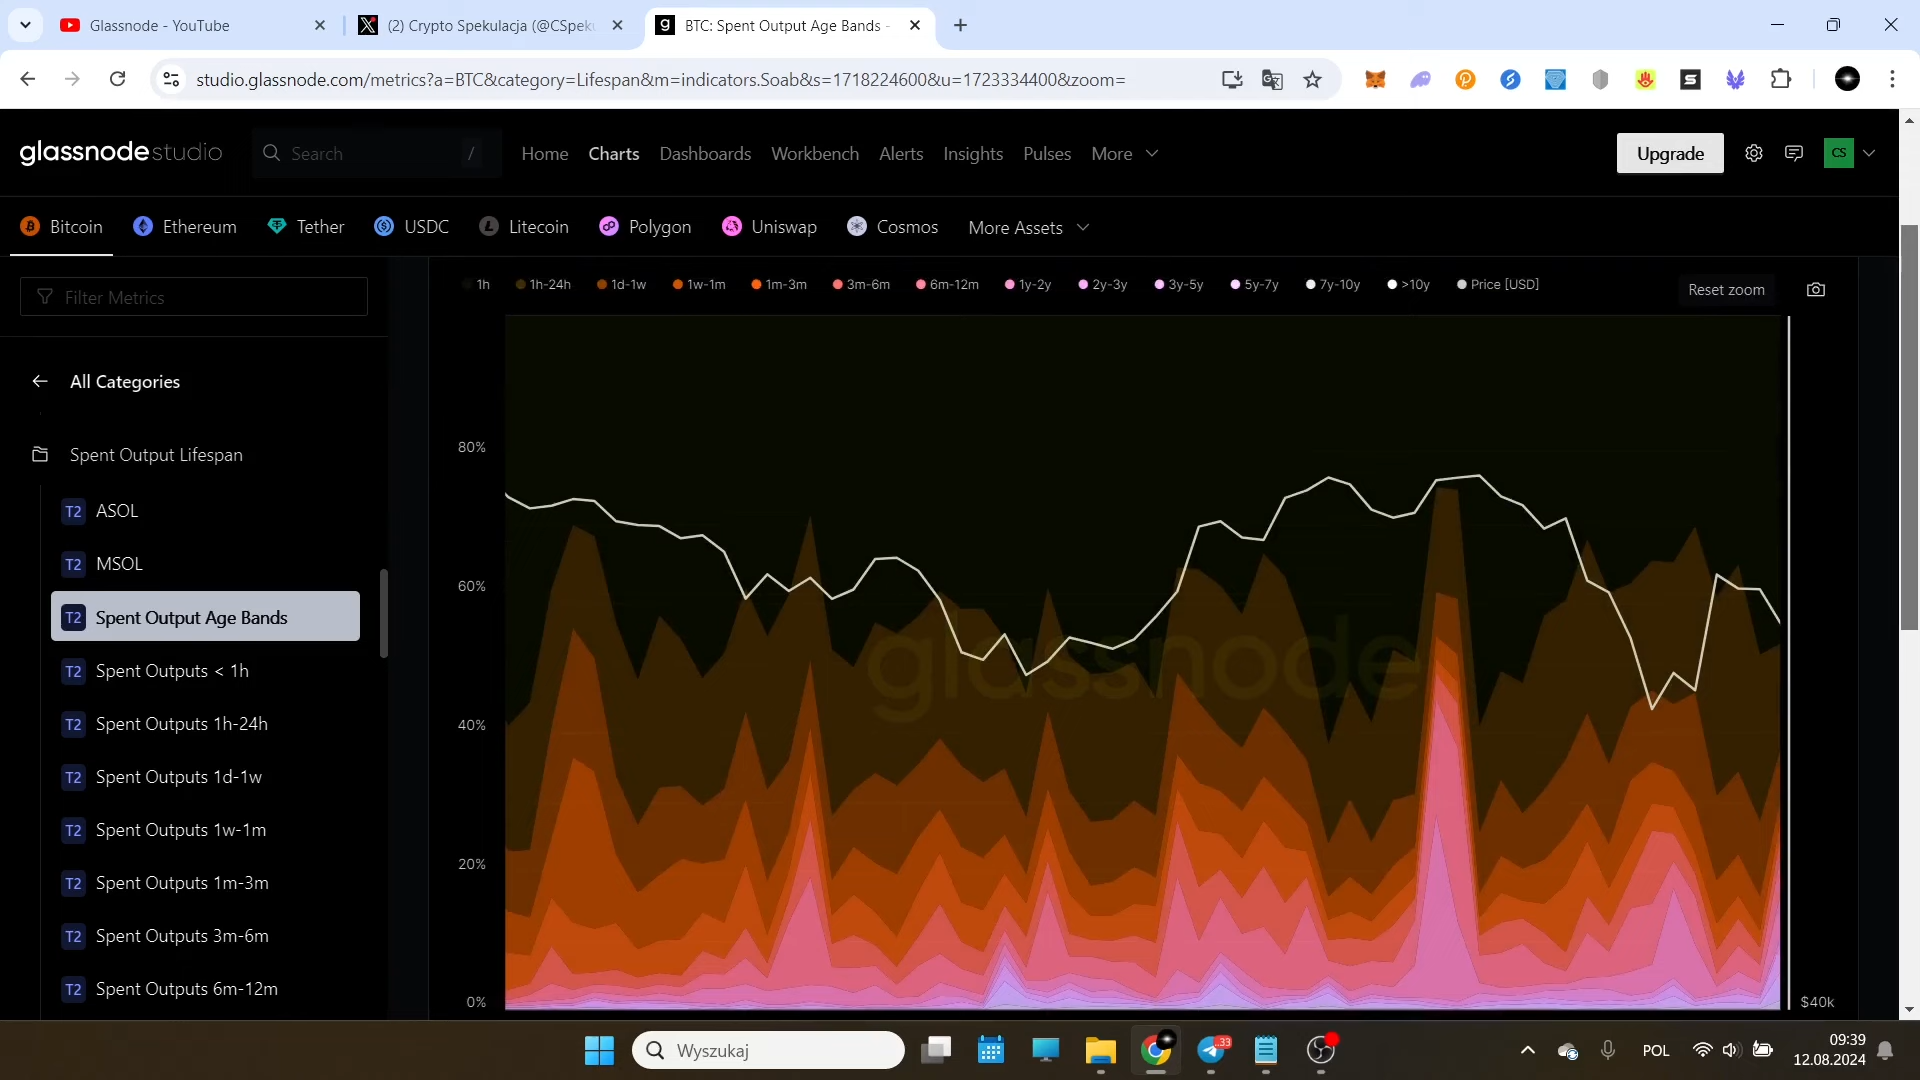 Glassnode - YouTube
(2) Crypto Spekulacja (@CSpeku
BTC: Spent Output Age Bands -
studio.glassnode.com/metrics?a=BTC&category=Lifespan&m=indicators.Soab&s=1718224600&u=1723334400&zoom=
glassnodestudio
Search
/
Home
Charts
Dashboards
Workbench
Alerts
Insights
Pulses
More
Upgrade
CS
Bitcoin
Ethereum
Tether
USDC
Litecoin
Polygon
Uniswap
Cosmos
More Assets
Filter Metrics
1h
1h-24h
1d-1w
1w-1m
1m-3m
3m-6m
6m-12m
1y-2y
2y-3y
3y-5y
5y-7y
7y-10y
>10y
Price [USD]
Reset zoom
All Categories
Spent Output Lifespan
T2 ASOL
T2 MSOL
T2 Spent Output Age Bands
T2 Spent Outputs < 1h
T2 Spent Outputs 1h-24h
T2 Spent Outputs 1d-1w
T2 Spent Outputs 1w-1m
T2 Spent Outputs 1m-3m
T2 Spent Outputs 3m-6m
T2 Spent Outputs 6m-12m
80%
60%
40%
20%
0%
glassnode
$40k
Wyszukaj
33
POL
09:39
12.08.2024